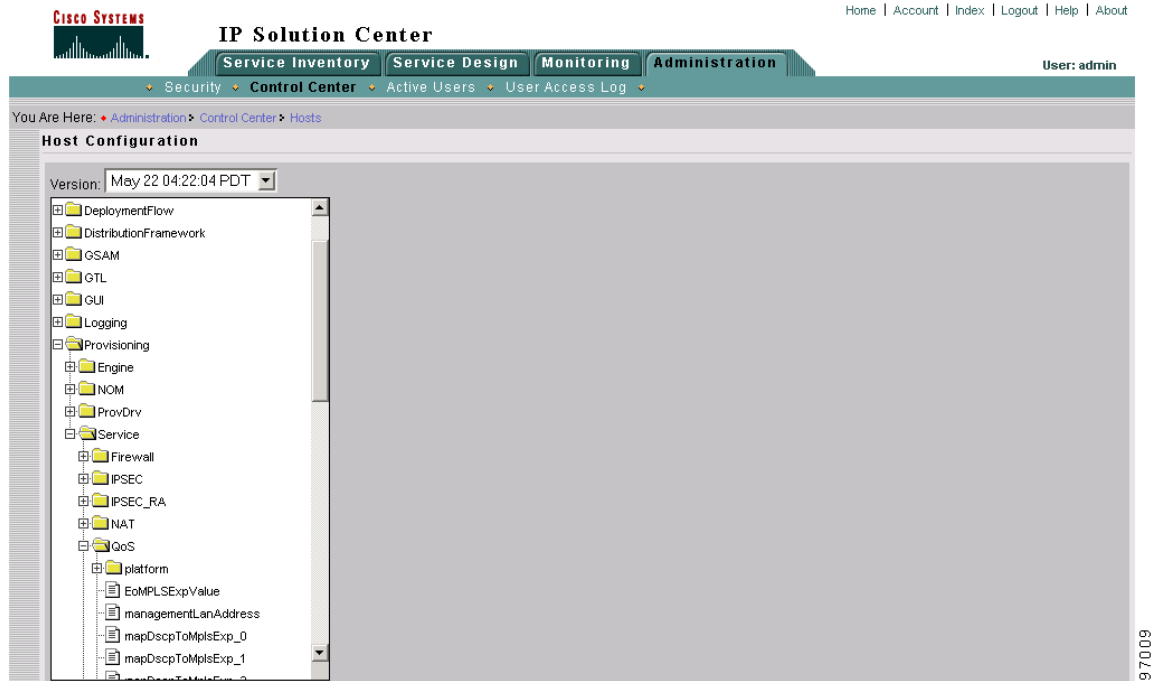 Home | Account | Index | Logout | Help | About
CISCO SYSTEMS
IP Solution Center
Service Inventory Service Design Monitoring Administration
User: admin
Security Control Center Active Users User Access Log
You Are Here: Administration Control Center Hosts
Host Configuration
Version: May 22 04:22:04 PDT
DeploymentFlow
DistributionFramework
GSAM
GTL
GUI
Logging
Provisioning
Engine
NOM
ProvDrv
Service
Firewall
IPSEC
IPSEC_RA
NAT
QoS
platform
EoMPLSExpValue
managementLanAddress
mapDscpToMplsExp_0
mapDscpToMplsExp_1
97009